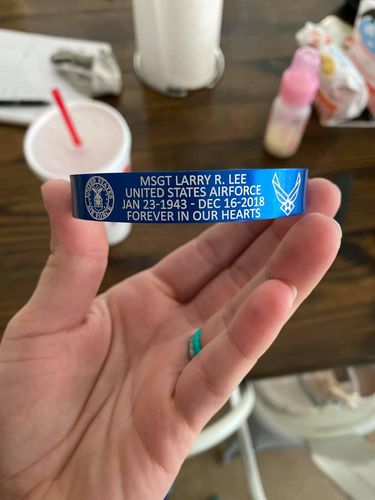 MSGT LARRY R. LEE
UNITED STATES AIRFORCE
JAN 23-1943 - DEC 16-2018
FOREVER IN OUR HEARTS